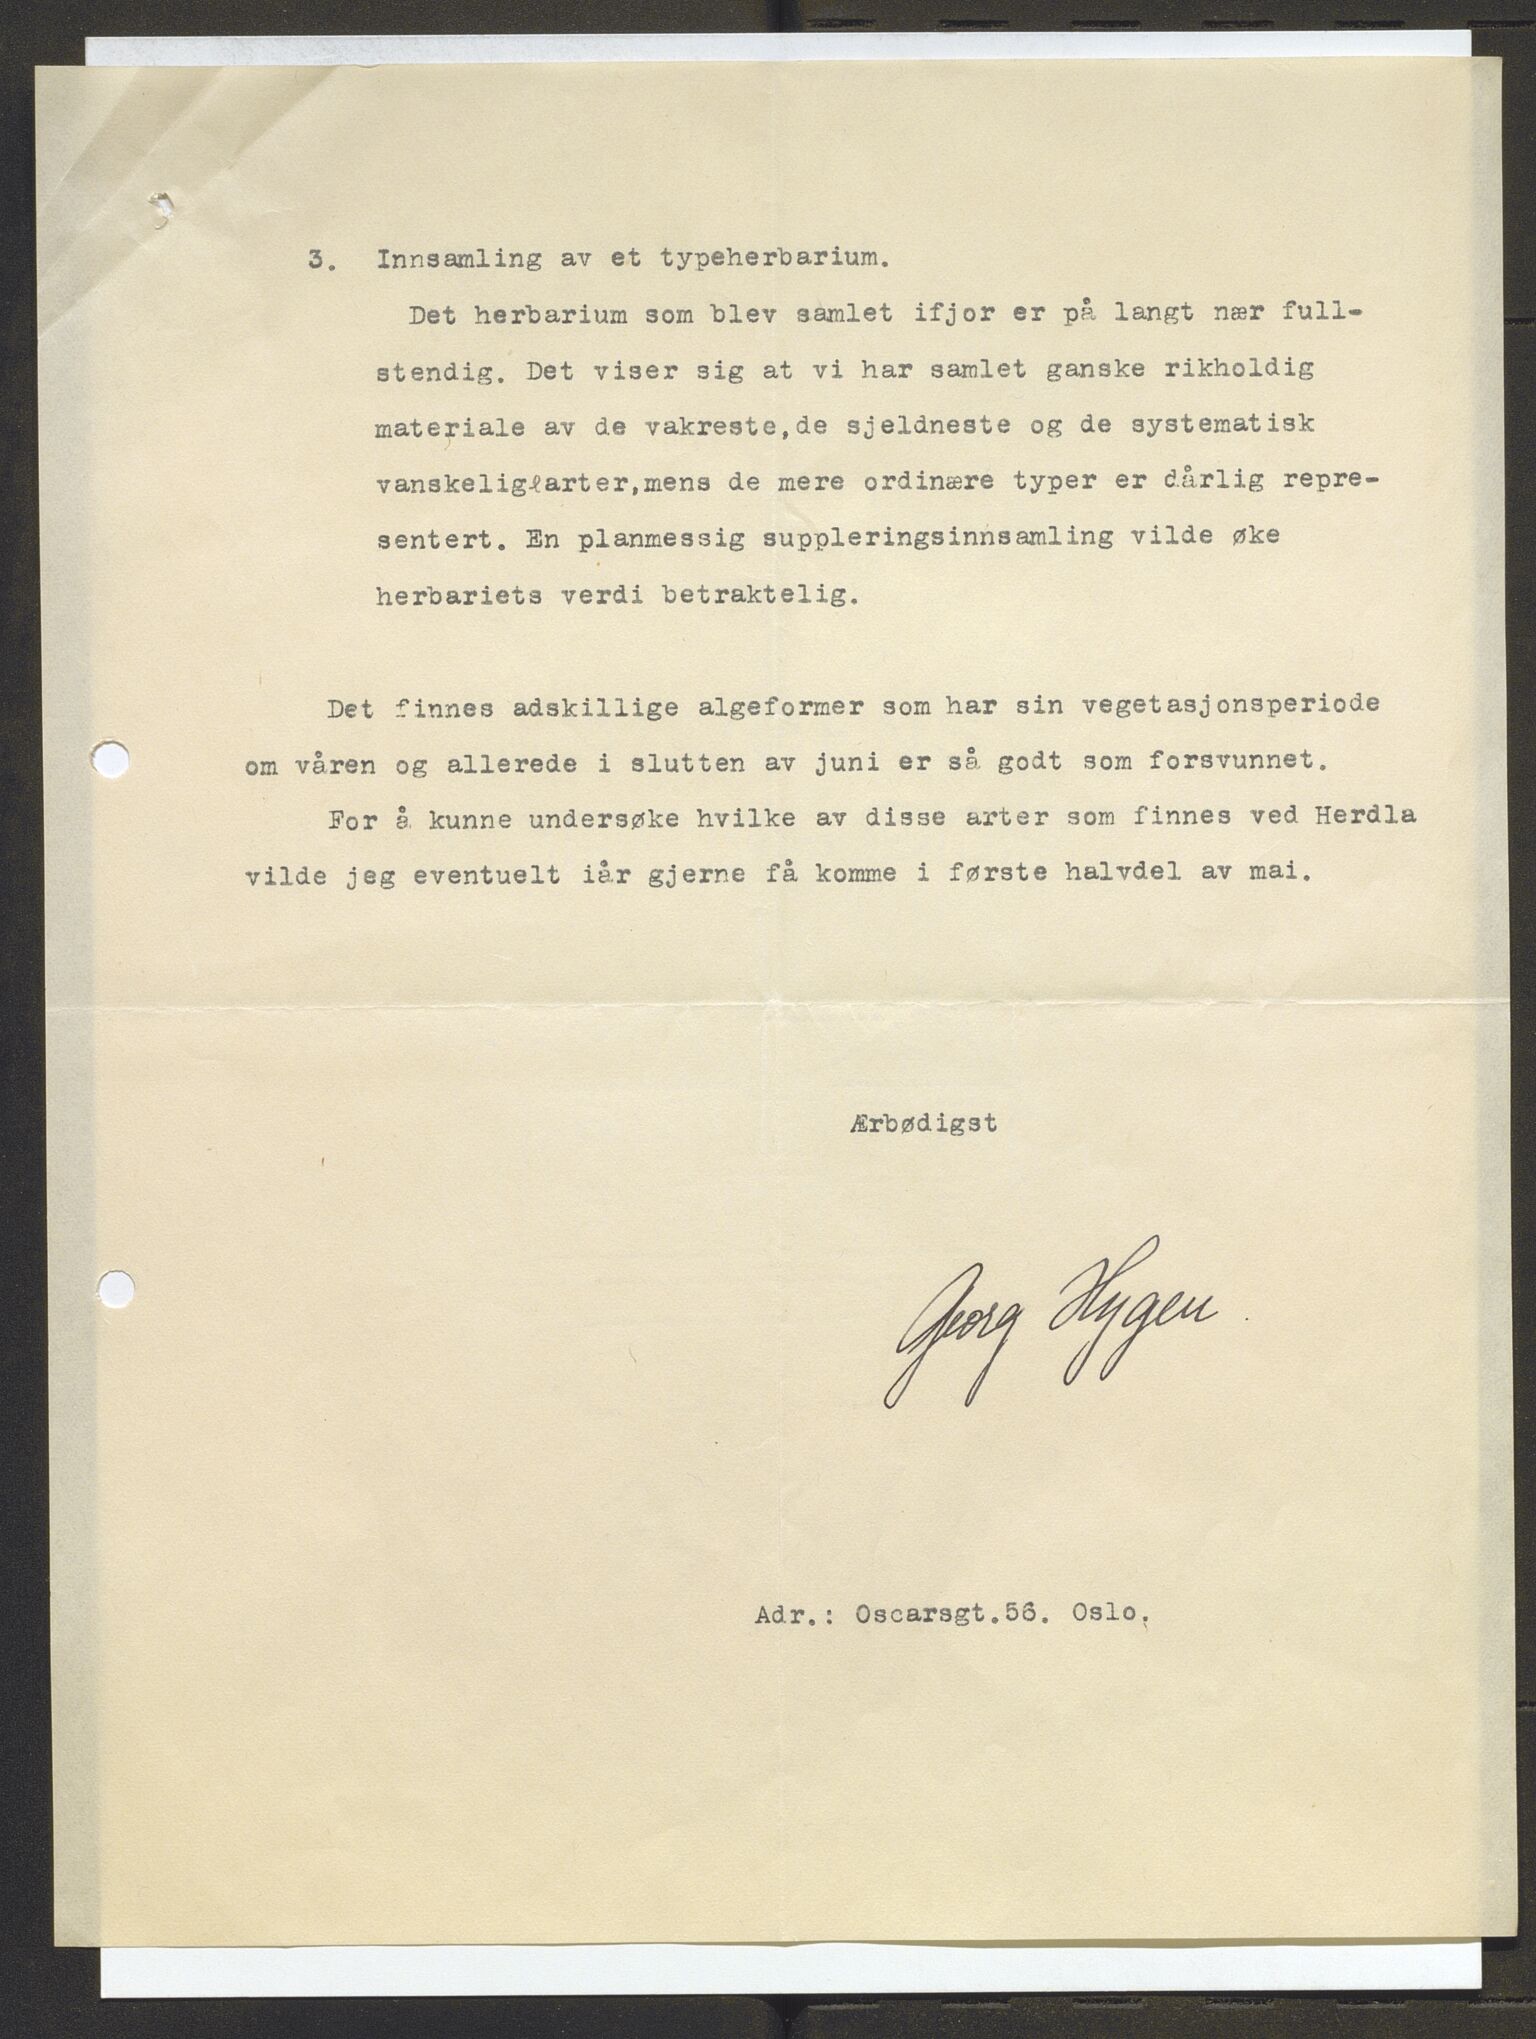 3. Innsamling av et typeherbarium.
Det herbarium som blev samlet ifjor er på langt nær full-
stendig. Det viser sig at vi har samlet ganske rikholdig
materiale av de vakreste,de sjeldneste og de systematisk
vanskelige arter,mens de mere ordinære typer er dårlig repre-
sentert. En planmessig suppleringsinnsamling vilde øke
herbariets verdi betraktelig.
Det finnes adskillige algeformer som har sin vegetasjonsperiode
om våren og allerede i slutten av juni er så godt som forsvunnet.
For å kunne undersøke hvilke av disse arter som finnes ved Herdla
vilde jeg eventuelt iår gjerne få komme i første halvdel av mai.
Ærbødigst
Georg Hygen
Adr.: Oscarsgt.56. Oslo.